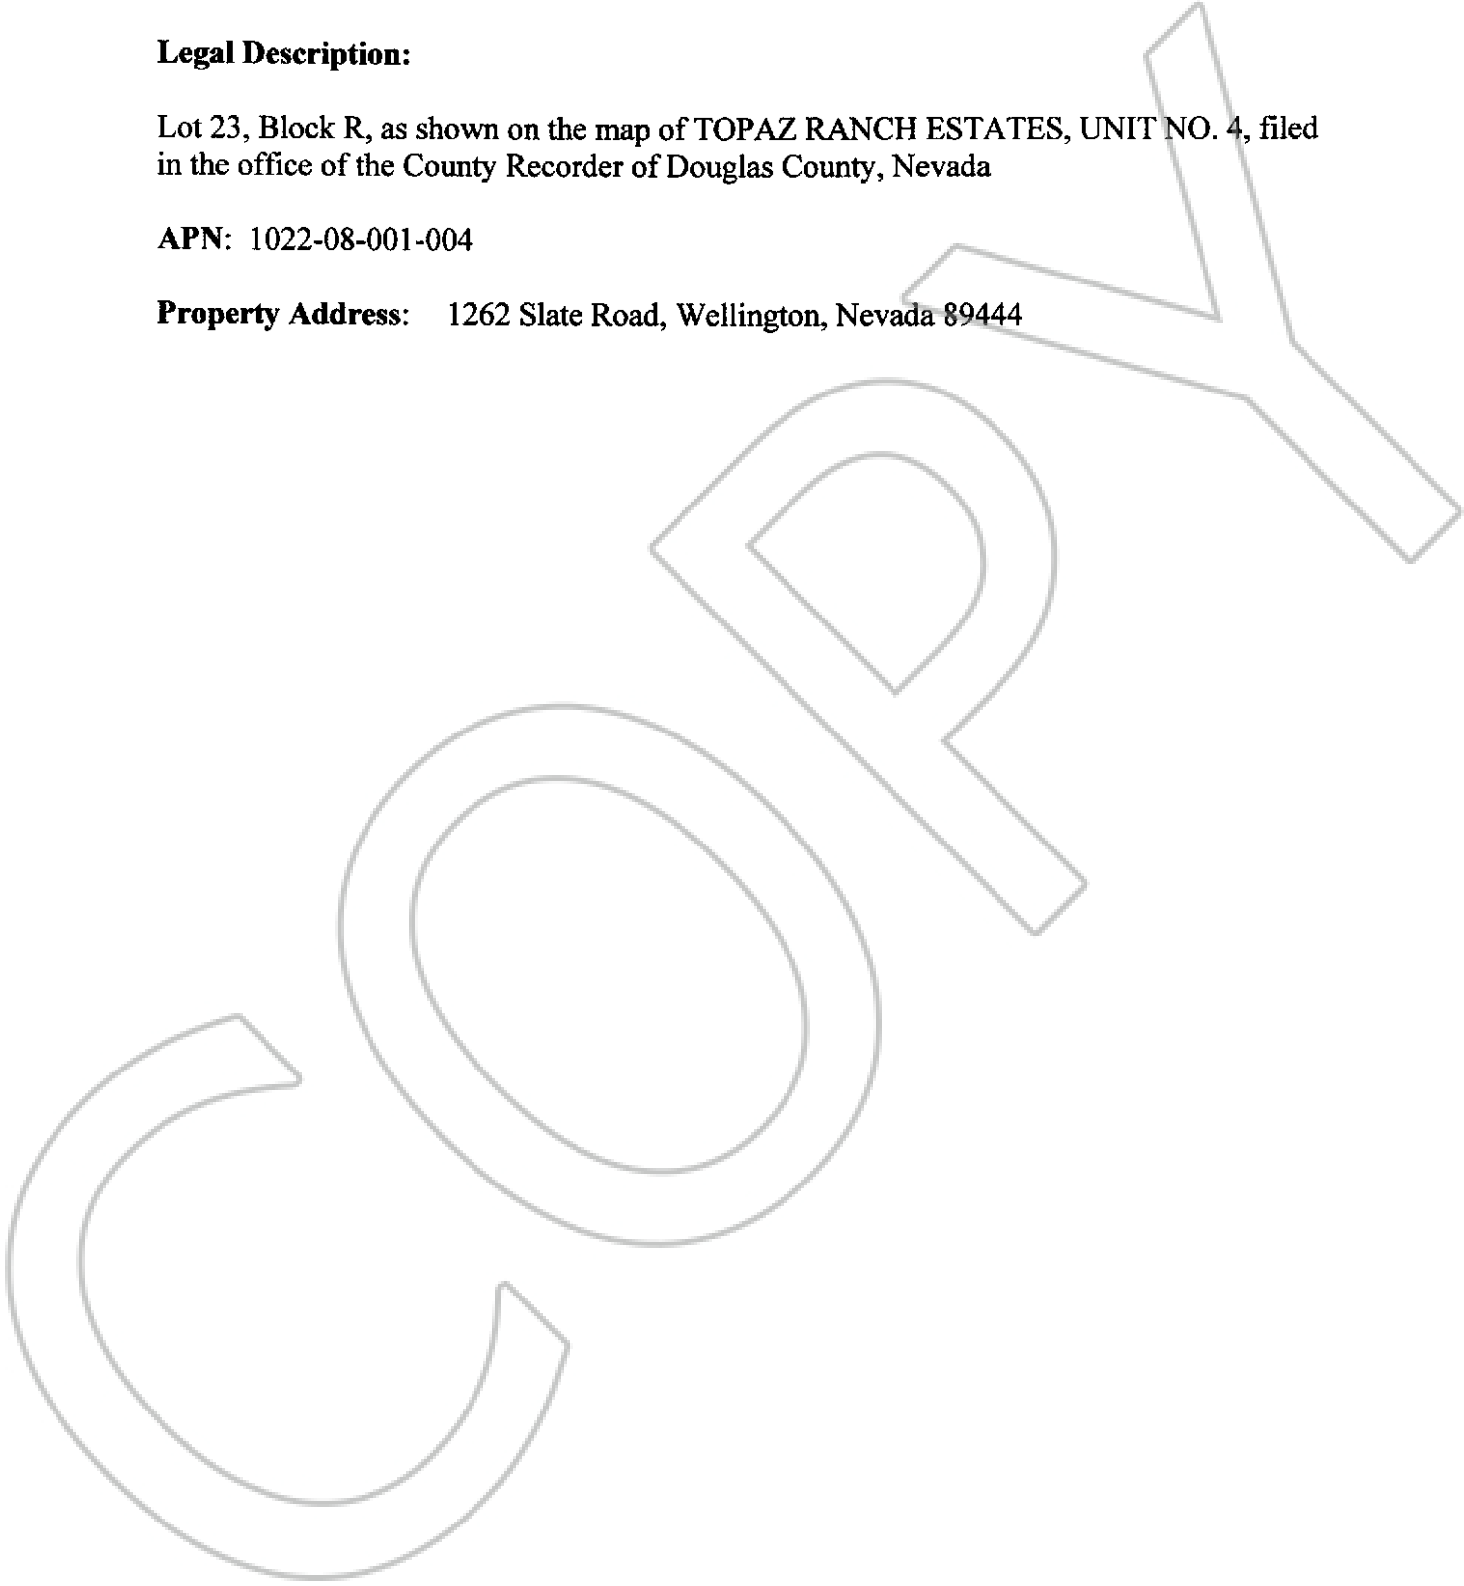 Legal Description:
Lot 23, Block R, as shown on the map of TOPAZ RANCH ESTATES, UNIT NO. 4, filed
in the office of the County Recorder of Douglas County, Nevada
APN: 1022-08-001-004
Property Address: 1262 Slate Road, Wellington, Nevada 89444
COPY